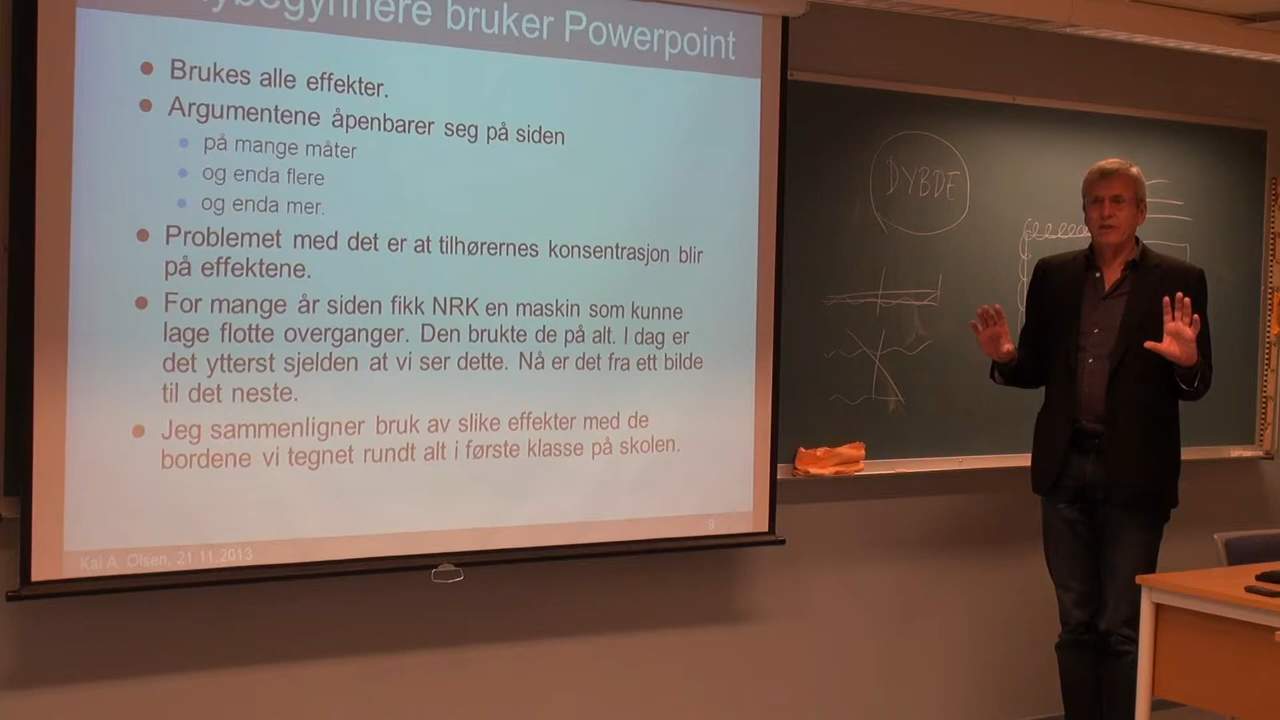 bruker Powerpoint
Brukes alle effekter.
Argumentene åpenbarer seg på siden
på mange måter
og enda flere
og enda mer.
Problemet med det er at tilhørernes konsentrasjon blir
på effektene.
For mange år siden fikk NRK en maskin som kunne
lage flotte overganger. Den brukte de på alt. I dag er
det ytterst sjelden at vi ser dette. Nå er det fra ett bilde
til det neste.
Jeg sammenligner bruk av slike effekter med de
bordene vi tegnet rundt alt i første klasse på skolen.
9
Kai A. Olsen, 21.11.2013
DYBDE